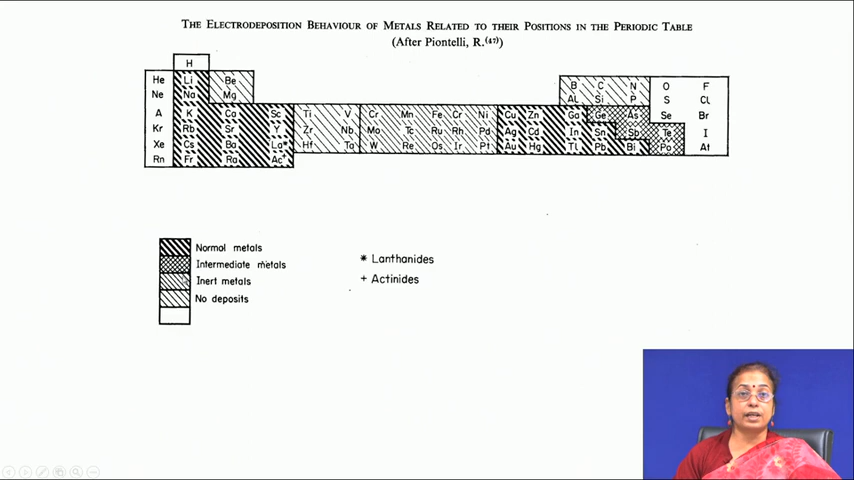 THE ELECTRODEPOSITION BEHAVIOUR OF METALS RELATED TO THEIR POSITIONS IN THE PERIODIC TABLE
(After Piontelli, R.(47))
H
He Li Be B C N O F
Ne Na Mg Al Si P S Cl
A K Ca Sc Ti V Cr Mn Fe Cr Ni Cu Zn Ga Ge As Se Br
Kr Rb Sr Y Zr Nb Mo Tc Ru Rh Pd Ag Cd In Sn Sb Te I
Xe Cs Ba La* Hf Ta W Re Os Ir Pt Au Hg Tl Pb Bi Po At
Rn Fr Ra Ac+
Normal metals
Intermediate metals
Inert metals
No deposits
* Lanthanides
+ Actinides